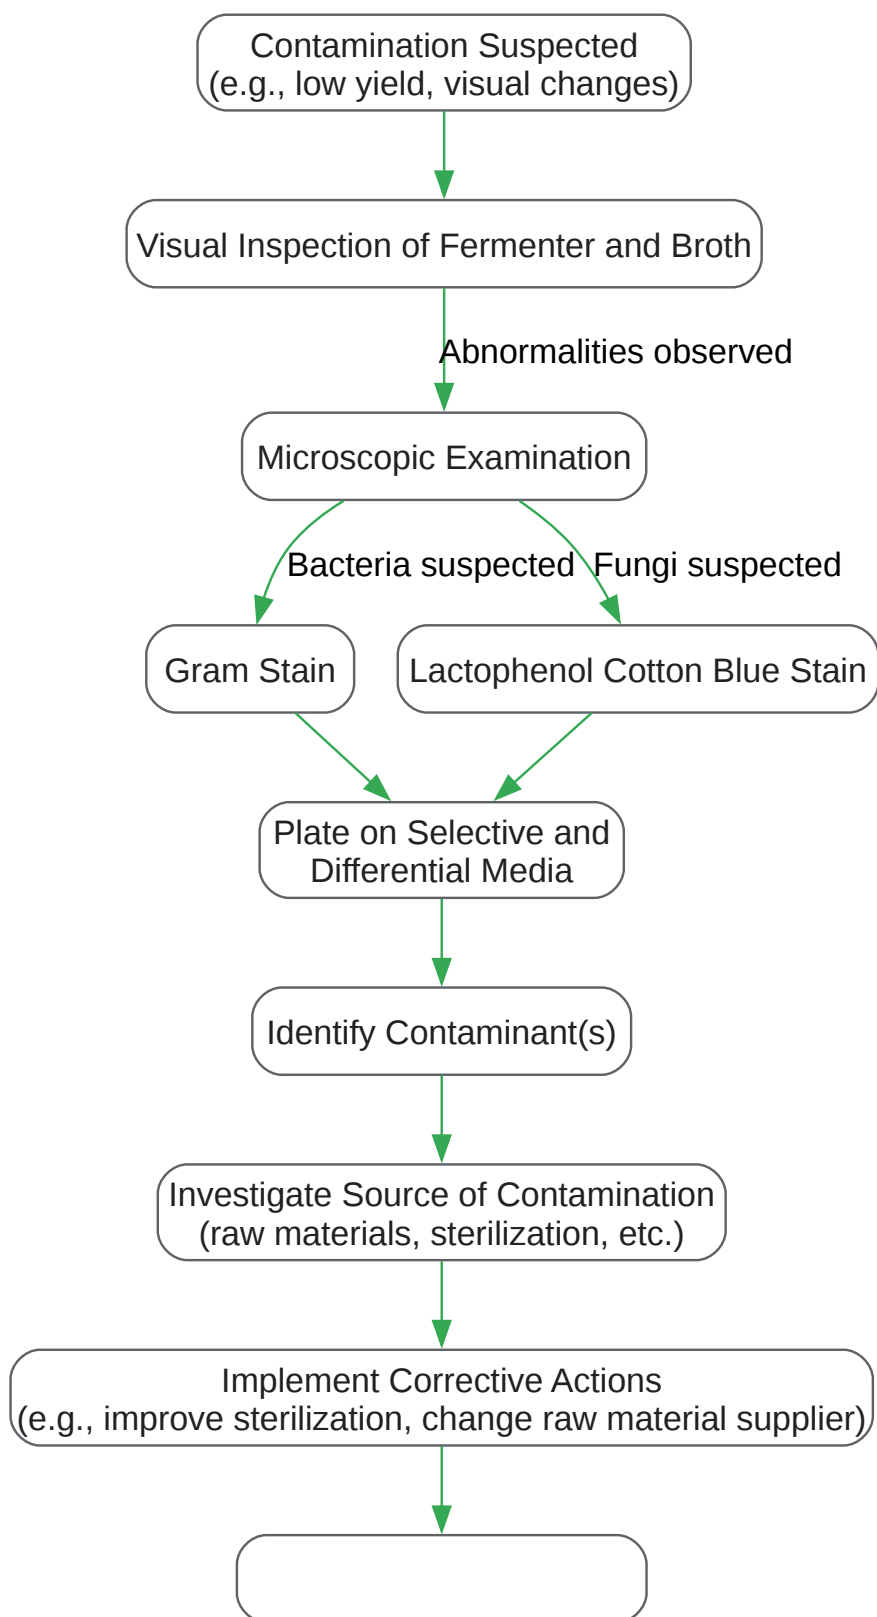 Contamination Suspected
(e.g., low yield, visual changes)
Visual Inspection of Fermenter and Broth
Abnormalities observed
Microscopic Examination
Bacteria suspected
Fungi suspected
Gram Stain
Lactophenol Cotton Blue Stain
Plate on Selective and
Differential Media
Identify Contaminant(s)
Investigate Source of Contamination
(raw materials, sterilization, etc.)
Implement Corrective Actions
(e.g., improve sterilization, change raw material supplier)